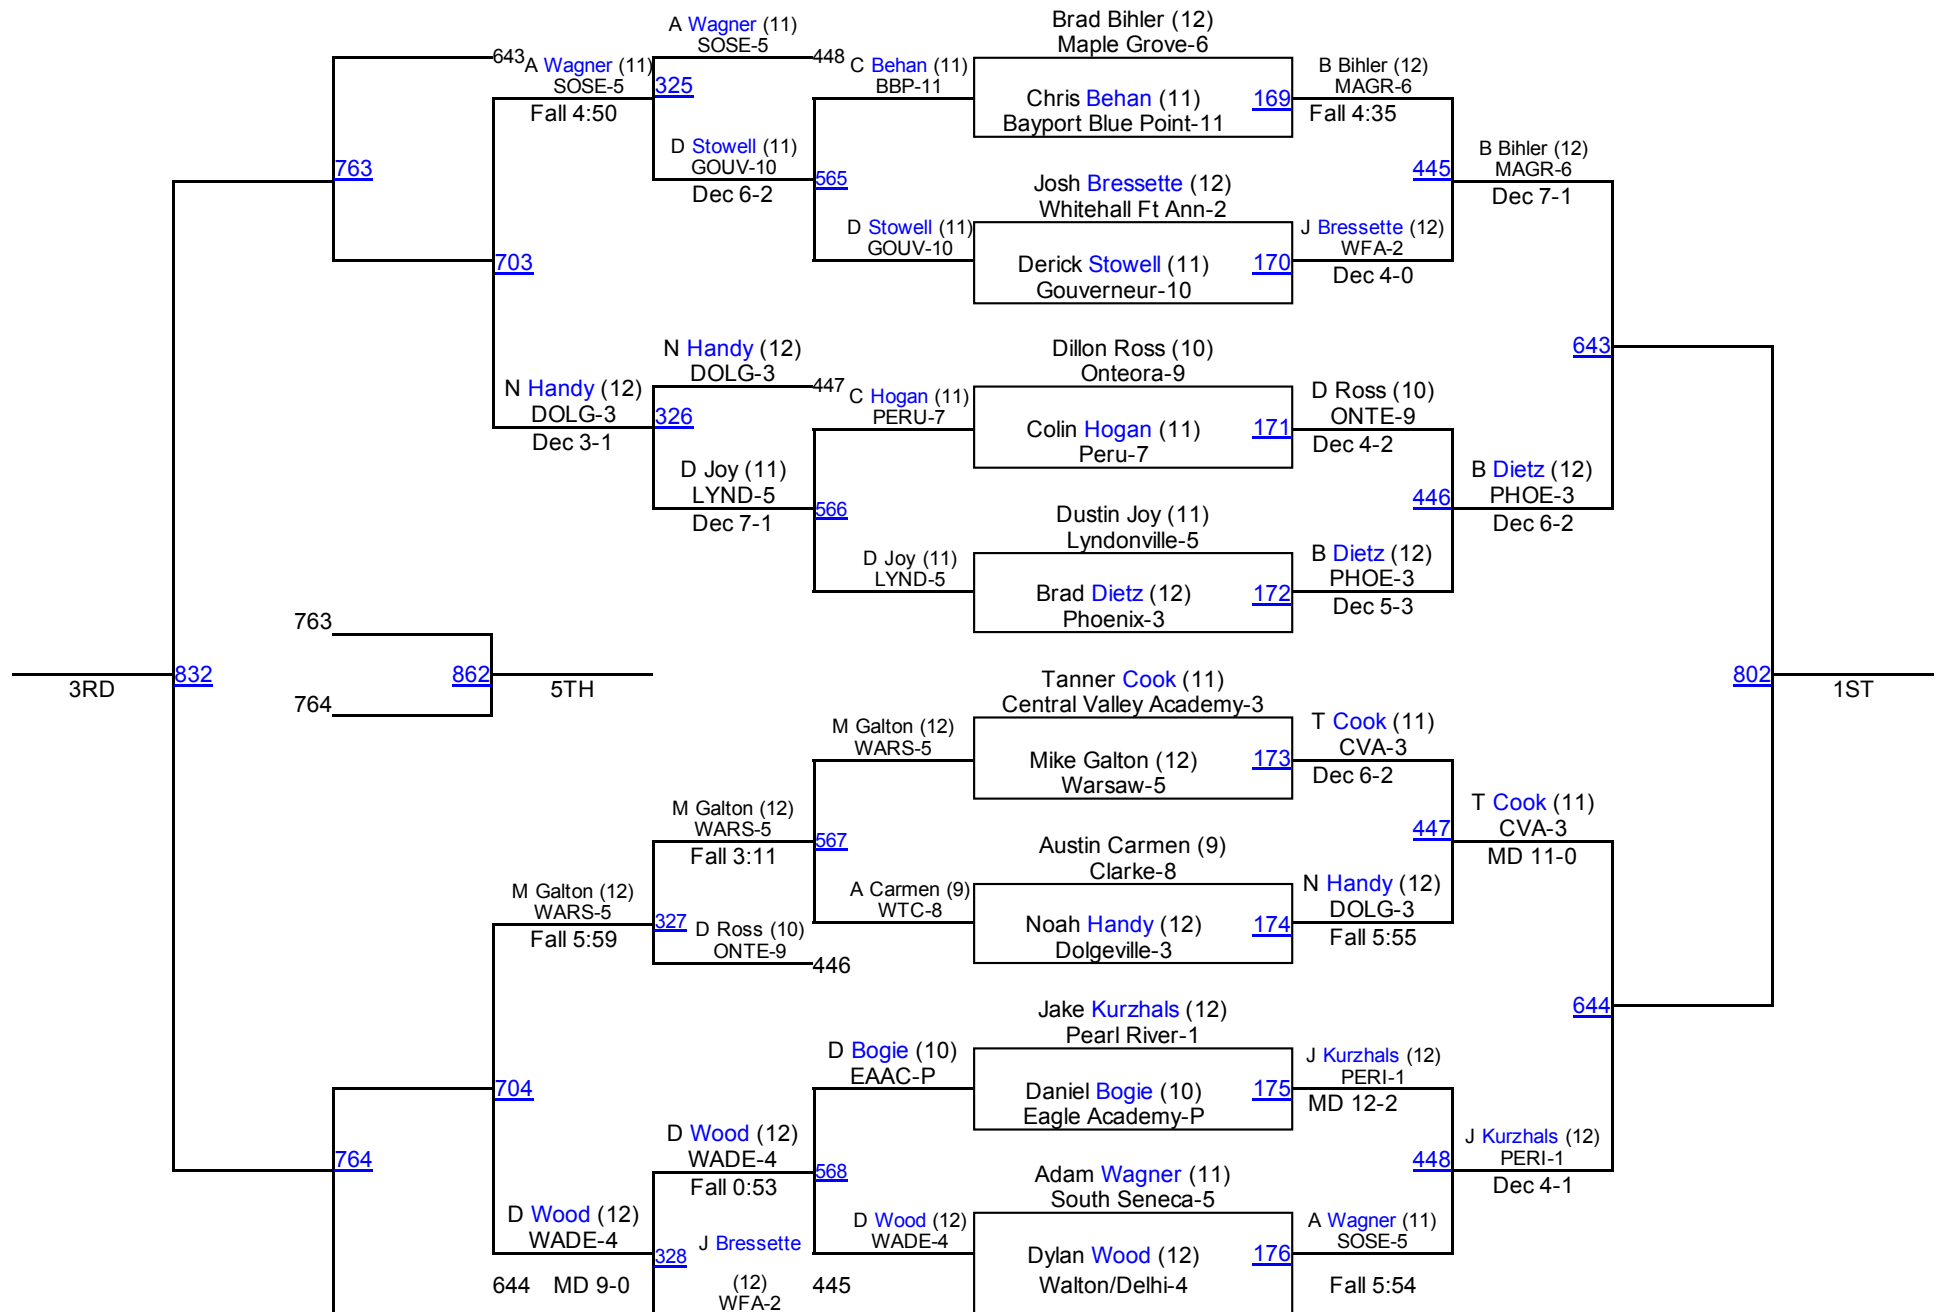 A Wagner (11)
SOSE-5
448
643
A Wagner (11)
SOSE-5
325
Fall 4:50
D Stowell (11)
GOUV-10
Dec 6-2
763
703
N Handy (12)
DOLG-3
447
N Handy (12)
DOLG-3
326
Dec 3-1
D Joy (11)
LYND-5
Dec 7-1
C Behan (11)
BBP-11
565
D Stowell (11)
GOUV-10
C Hogan (11)
PERU-7
566
D Joy (11)
LYND-5
Brad Bihler (12)
Maple Grove-6
Chris Behan (11)
169
Bayport Blue Point-11
Josh Bressette (12)
Whitehall Ft Ann-2
Derick Stowell (11)
170
Gouverneur-10
Dillon Ross (10)
Onteora-9
Colin Hogan (11)
171
Peru-7
Dustin Joy (11)
Lyndonville-5
Brad Dietz (12)
172
Phoenix-3
B Bihler (12)
MAGR-6
Fall 4:35
445
J Bressette (12)
WFA-2
Dec 4-0
B Bihler (12)
MAGR-6
Dec 7-1
643
D Ross (10)
ONTE-9
Dec 4-2
446
B Dietz (12)
PHOE-3
Dec 5-3
B Dietz (12)
PHOE-3
Dec 6-2
3RD
832
763
764
862
5TH
802
1ST
M Galton (12)
WARS-5
M Galton (12)
WARS-5
567
Fall 3:11
A Carmen (9)
WTC-8
M Galton (12)
WARS-5
327
Fall 5:59
D Ross (10)
ONTE-9
446
704
764
D Bogie (10)
EAAC-P
D Wood (12)
WADE-4
568
Fall 0:53
D Wood (12)
WADE-4
D Wood (12)
WADE-4
328
644
MD 9-0
J Bressette
(12)
WFA-2
445
Tanner Cook (11)
Central Valley Academy-3
Mike Galton (12)
173
Warsaw-5
Austin Carmen (9)
Clarke-8
Noah Handy (12)
174
Dolgeville-3
Jake Kurzhals (12)
Pearl River-1
Daniel Bogie (10)
175
Eagle Academy-P
Adam Wagner (11)
South Seneca-5
Dylan Wood (12)
176
Walton/Delhi-4
T Cook (11)
CVA-3
Dec 6-2
447
N Handy (12)
DOLG-3
Fall 5:55
T Cook (11)
CVA-3
MD 11-0
644
J Kurzhals (12)
PERI-1
MD 12-2
448
A Wagner (11)
SOSE-5
Fall 5:54
J Kurzhals (12)
PERI-1
Dec 4-1